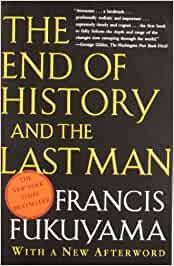 "Awesome . . . a landmark . . .
profoundly realistic and important . . .
supremely timely and cogent . . . the first book
to fully fathom the depth and range of the
changes now sweeping through the world."
—George Gilder, The Washington Post Book World
THE
END OF
HISTORY
AND THE
LAST MAN
THE
NEW YORK
TIMES
BESTSELLER
FRANCIS
FUKUYAMA
WITH A NEW AFTERWORD